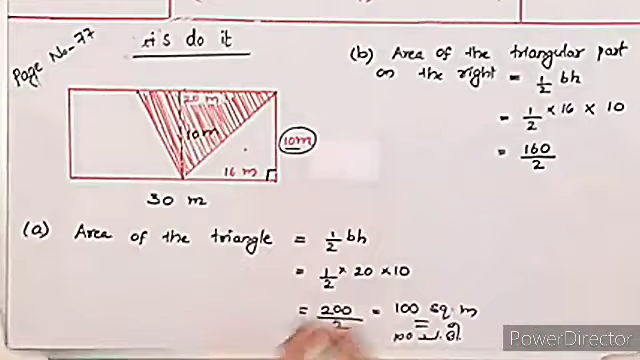 Page No-77
Let's do it
20 m
10m
10m
16 m
30 m
(a) Area of the triangle = 1/2 bh
= 1/2 × 20 × 10
= 200/2 = 100 sq. m
(b) Area of the triangular part
on the right = 1/2 bh
= 1/2 × 16 × 10
= 160/2
PowerDirector